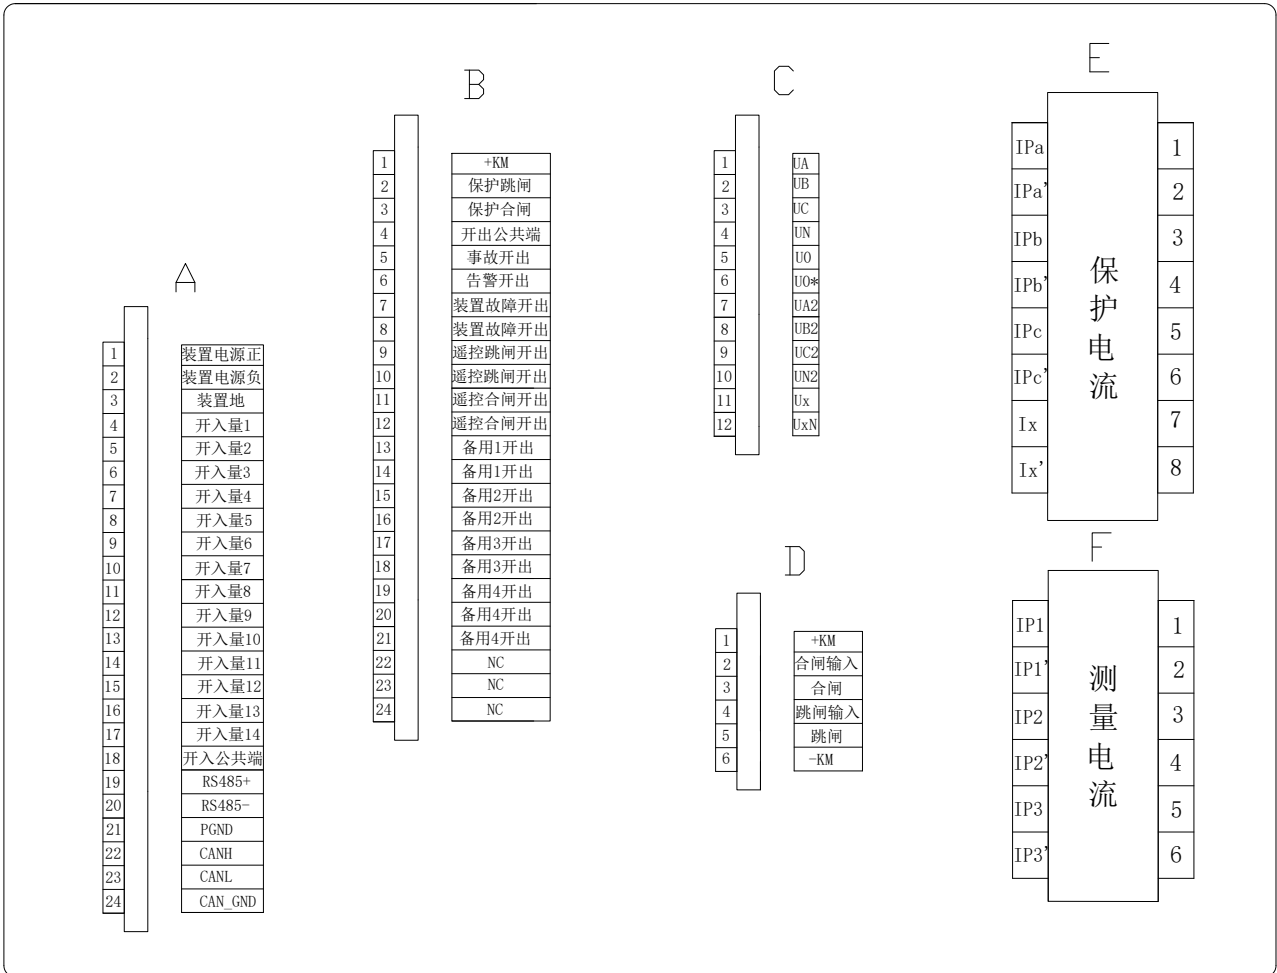 A
1 装置电源正
2 装置电源负
3 装置地
4 开入量1
5 开入量2
6 开入量3
7 开入量4
8 开入量5
9 开入量6
10 开入量7
11 开入量8
12 开入量9
13 开入量10
14 开入量11
15 开入量12
16 开入量13
17 开入量14
18 开入公共端
19 RS485+
20 RS485-
21 PGND
22 CANH
23 CANL
24 CAN_GND
B
1 +KM
2 保护跳闸
3 保护合闸
4 开出公共端
5 事故开出
6 告警开出
7 装置故障开出
8 装置故障开出
9 遥控跳闸开出
10 遥控跳闸开出
11 遥控合闸开出
12 遥控合闸开出
13 备用1开出
14 备用1开出
15 备用2开出
16 备用2开出
17 备用3开出
18 备用3开出
19 备用4开出
20 备用4开出
21 备用4开出
22 NC
23 NC
24 NC
C
1 UA
2 UB
3 UC
4 UN
5 U0
6 U0*
7 UA2
8 UB2
9 UC2
10 UN2
11 Ux
12 UxN
D
1 +KM
2 合闸输入
3 合闸
4 跳闸输入
5 跳闸
6 -KM
E
保护电流
IPa 1
IPa' 2
IPb 3
IPb' 4
IPc 5
IPc' 6
Ix 7
Ix' 8
F
测量电流
IP1 1
IP1' 2
IP2 3
IP2' 4
IP3 5
IP3' 6